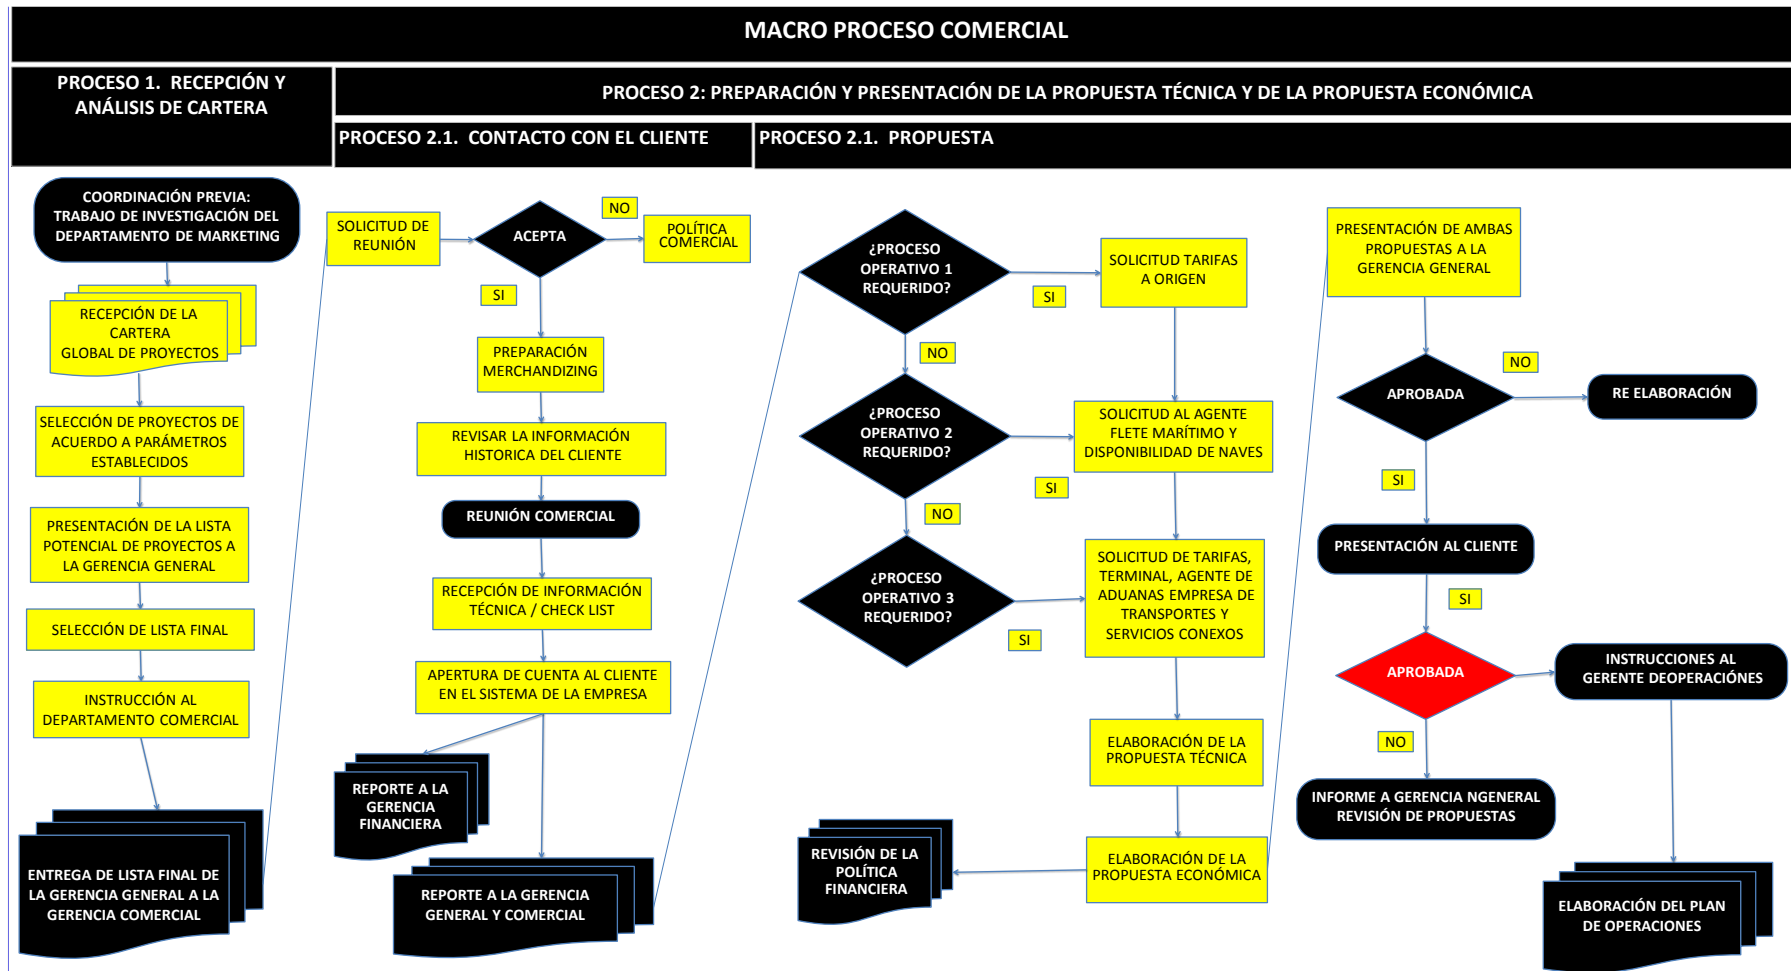 MACRO PROCESO COMERCIAL
PROCESO 1.  RECEPCIÓN Y
ANÁLISIS DE CARTERA
PROCESO 2: PREPARACIÓN Y PRESENTACIÓN DE LA PROPUESTA TÉCNICA Y DE LA PROPUESTA ECONÓMICA
PROCESO 2.1.  CONTACTO CON EL CLIENTE
PROCESO 2.1.  PROPUESTA
COORDINACIÓN PREVIA:
TRABAJO DE INVESTIGACIÓN DEL
DEPARTAMENTO DE MARKETING
RECEPCIÓN DE LA
CARTERA
GLOBAL DE PROYECTOS
SELECCIÓN DE PROYECTOS DE
ACUERDO A PARÁMETROS
ESTABLECIDOS
PRESENTACIÓN DE LA LISTA
POTENCIAL DE PROYECTOS A
LA GERENCIA GENERAL
SELECCIÓN DE LISTA FINAL
INSTRUCCIÓN AL
DEPARTAMENTO COMERCIAL
ENTREGA DE LISTA FINAL DE
LA GERENCIA GENERAL A LA
GERENCIA COMERCIAL
SOLICITUD DE
REUNIÓN
ACEPTA
NO
POLÍTICA
COMERCIAL
SI
PREPARACIÓN
MERCHANDIZING
REVISAR LA INFORMACIÓN
HISTORICA DEL CLIENTE
REUNIÓN COMERCIAL
RECEPCIÓN DE INFORMACIÓN
TÉCNICA / CHECK LIST
APERTURA DE CUENTA AL CLIENTE
EN EL SISTEMA DE LA EMPRESA
REPORTE A LA
GERENCIA
FINANCIERA
REPORTE A LA GERENCIA
GENERAL Y COMERCIAL
¿PROCESO
OPERATIVO 1
REQUERIDO?
SI
SOLICITUD TARIFAS
A ORIGEN
NO
¿PROCESO
OPERATIVO 2
REQUERIDO?
SI
SOLICITUD AL AGENTE
FLETE MARÍTIMO Y
DISPONIBILIDAD DE NAVES
NO
¿PROCESO
OPERATIVO 3
REQUERIDO?
SI
SOLICITUD DE TARIFAS,
TERMINAL, AGENTE DE
ADUANAS EMPRESA DE
TRANSPORTES Y
SERVICIOS CONEXOS
ELABORACIÓN DE LA
PROPUESTA TÉCNICA
ELABORACIÓN DE LA
PROPUESTA ECONÓMICA
REVISIÓN DE LA
POLÍTICA
FINANCIERA
PRESENTACIÓN DE AMBAS
PROPUESTAS A LA
GERENCIA GENERAL
APROBADA
NO
RE ELABORACIÓN
SI
PRESENTACIÓN AL CLIENTE
SI
APROBADA
INSTRUCCIONES AL
GERENTE DEOPERACIÓNES
NO
INFORME A GERENCIA NGENERAL
REVISIÓN DE PROPUESTAS
ELABORACIÓN DEL PLAN
DE OPERACIONES